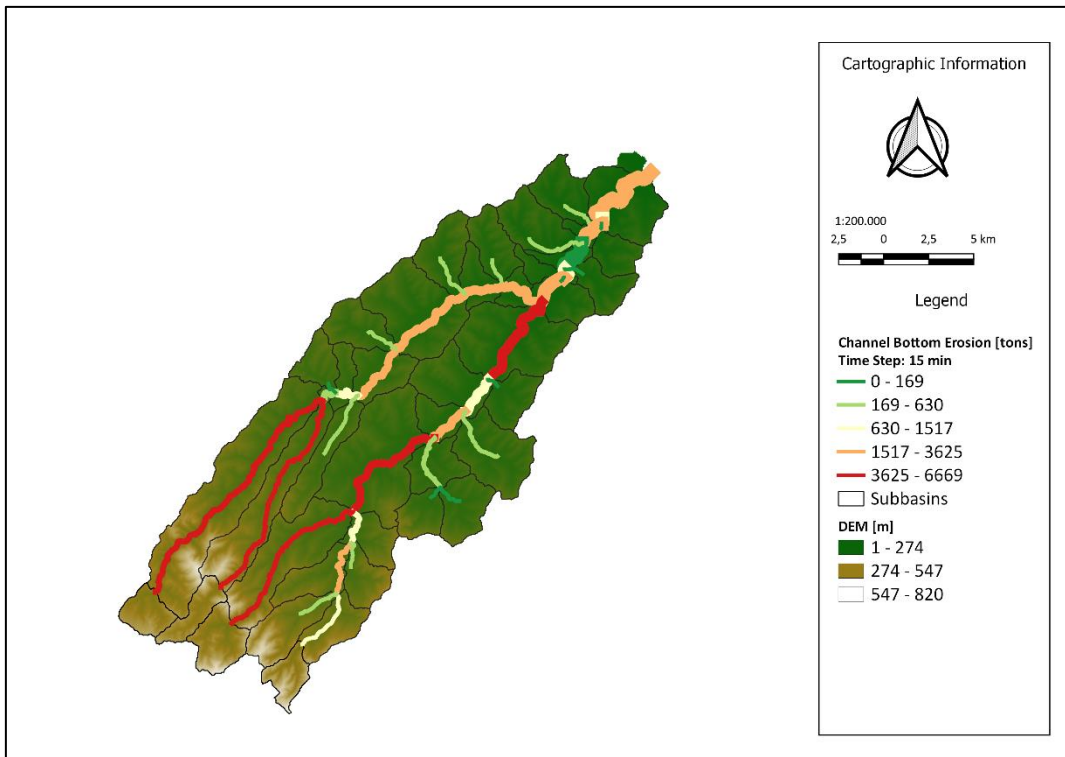 Cartographic Information
1:200.000
2,5 0 2,5 5 km
Legend
Channel Bottom Erosion [tons]
Time Step: 15 min
0 - 169
169 - 630
630 - 1517
1517 - 3625
3625 - 6669
Subbasins
DEM [m]
1 - 274
274 - 547
547 - 820